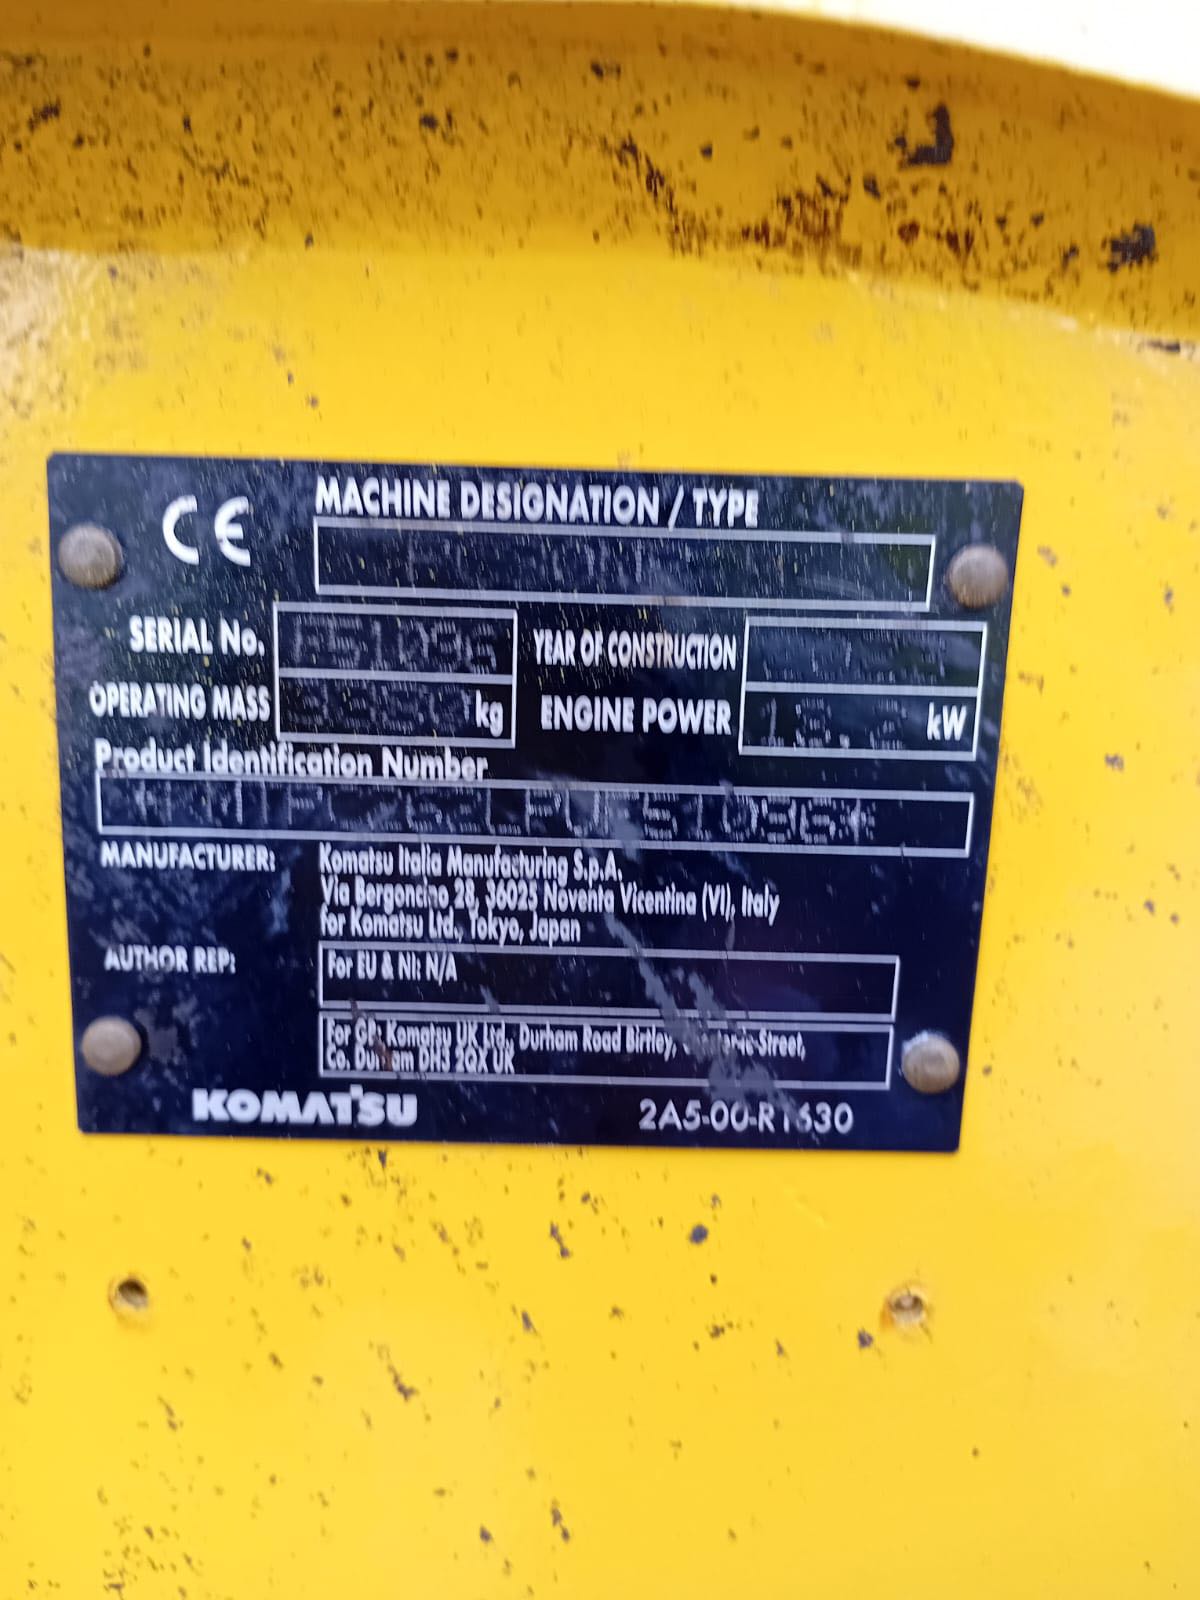 CE
MACHINE DESIGNATION / TYPE
SERIAL No. F51096 YEAR OF CONSTRUCTION
OPERATING MASS kg ENGINE POWER kW
Product Identification Number
MANUFACTURER: Komatsu Italia Manufacturing S.p.A.
Via Bergoncino 28, 36025 Noventa Vicentina (VI), Italy
for Komatsu Ltd., Tokyo, Japan
AUTHOR REP: For EU & NI: N/A
For GB: Komatsu UK Ltd., Durham Road Birtley, Street,
Co. Durham DH3 2QX UK
KOMATSU 2A5-00-R1630